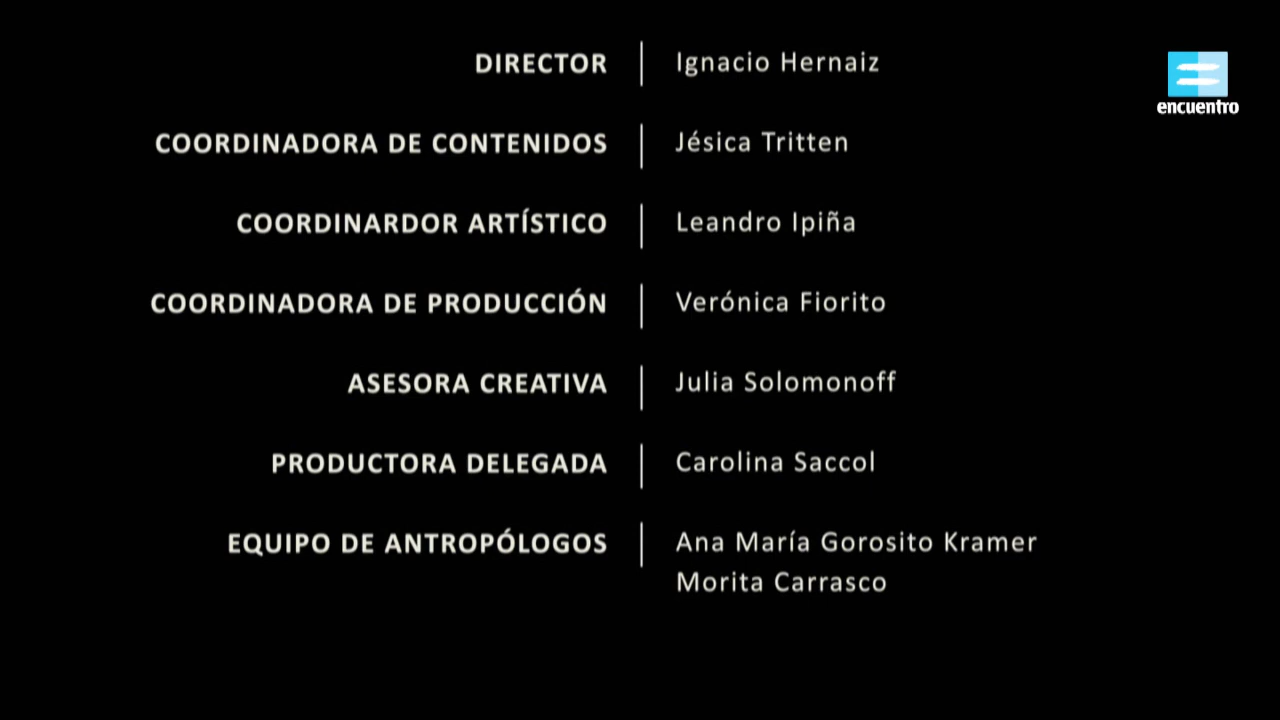 DIRECTOR | Ignacio Hernaiz
encuentro
COORDINADORA DE CONTENIDOS | Jésica Tritten
COORDINARDOR ARTÍSTICO | Leandro Ipiña
COORDINADORA DE PRODUCCIÓN | Verónica Fiorito
ASESORA CREATIVA | Julia Solomonoff
PRODUCTORA DELEGADA | Carolina Saccol
EQUIPO DE ANTROPÓLOGOS | Ana María Gorosito Kramer
Morita Carrasco